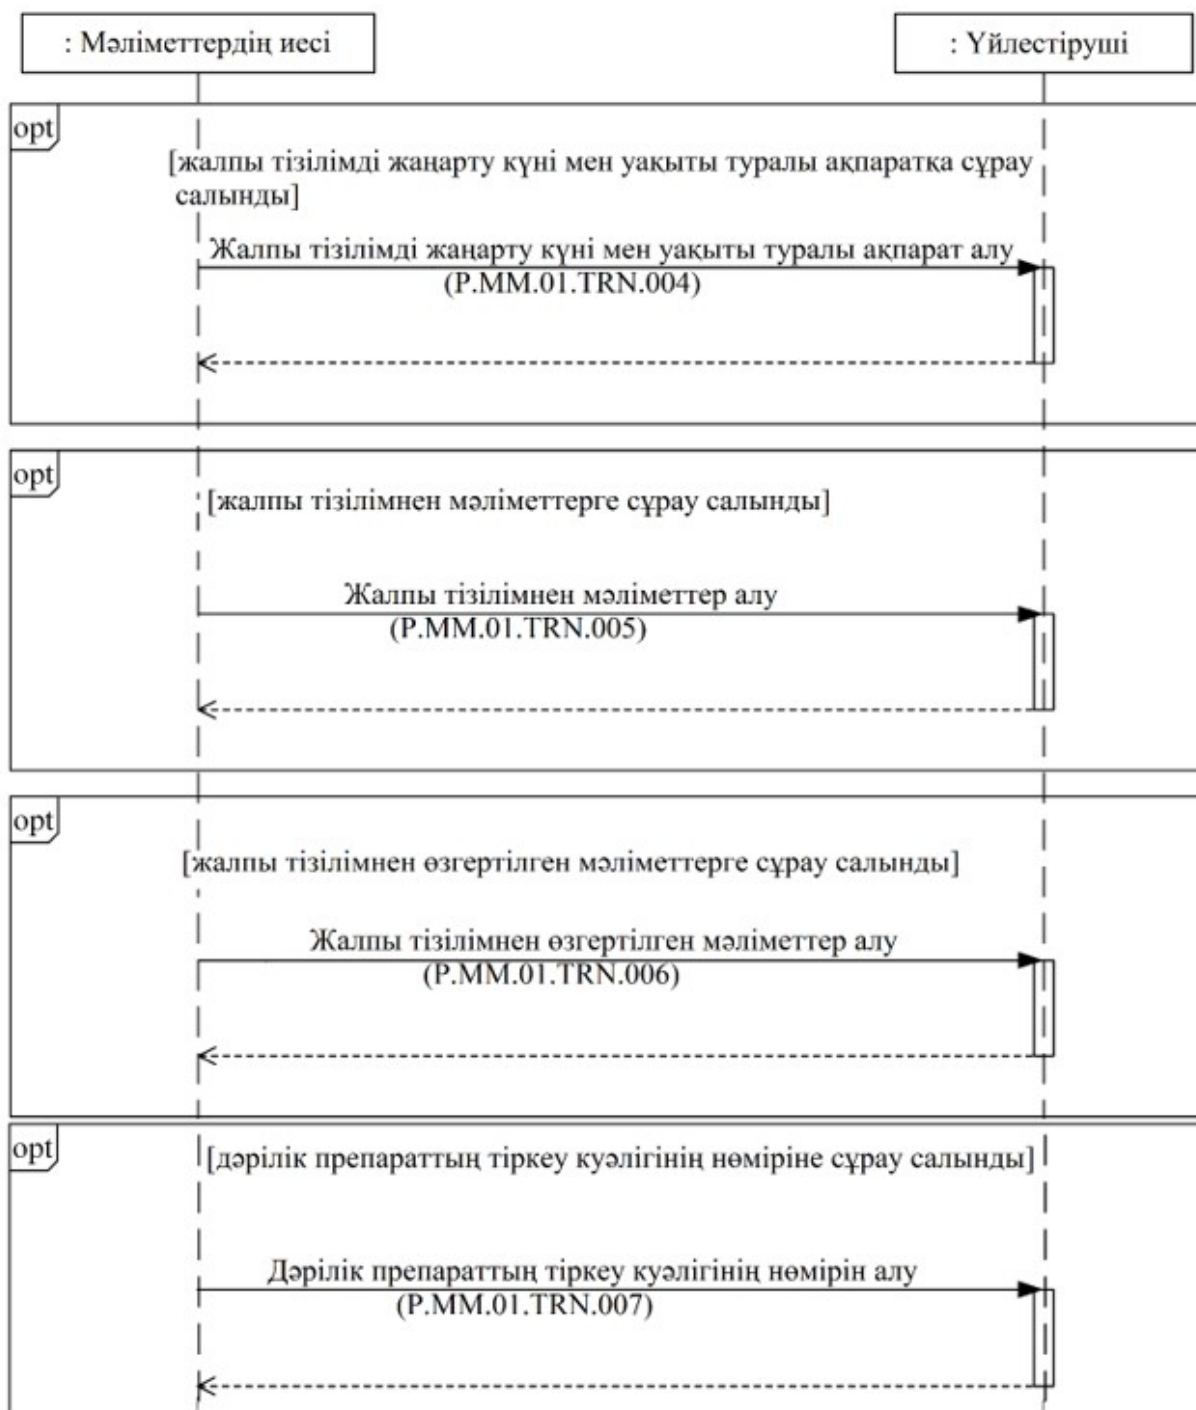 : Мәліметтердің иесі
: Үйлестіруші
opt
[жалпы тізілімді жаңарту күні мен уақыты туралы ақпаратқа сұрау
салынды]
Жалпы тізілімді жаңарту күні мен уақыты туралы ақпарат алу
(P.MM.01.TRN.004)
opt
[жалпы тізілімнен мәліметтерге сұрау салынды]
Жалпы тізілімнен мәліметтер алу
(P.MM.01.TRN.005)
opt
[жалпы тізілімнен өзгертілген мәліметтерге сұрау салынды]
Жалпы тізілімнен өзгертілген мәліметтер алу
(P.MM.01.TRN.006)
opt
[дәрілік препараттың тіркеу куәлігінің нөміріне сұрау салынды]
Дәрілік препараттың тіркеу куәлігінің нөмірін алу
(P.MM.01.TRN.007)